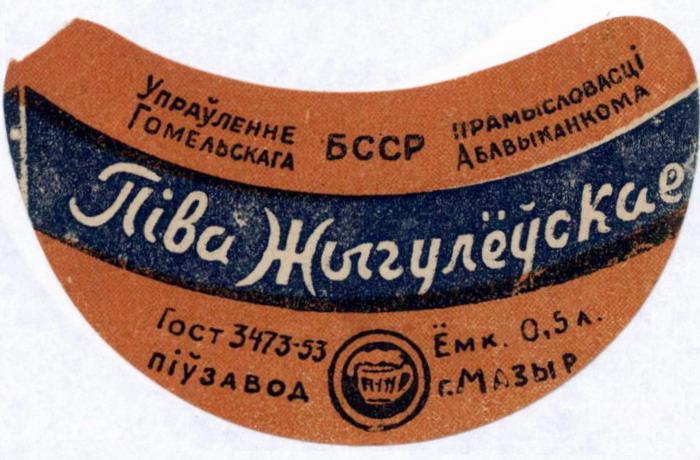 Упраўленне прамысловасці
Гомельскага Аблвыканкома
БССР
Піва Жыгулёўскае
Гост 3473-53 Ёмк. 0,5 л.
піўзавод г. Мазыр